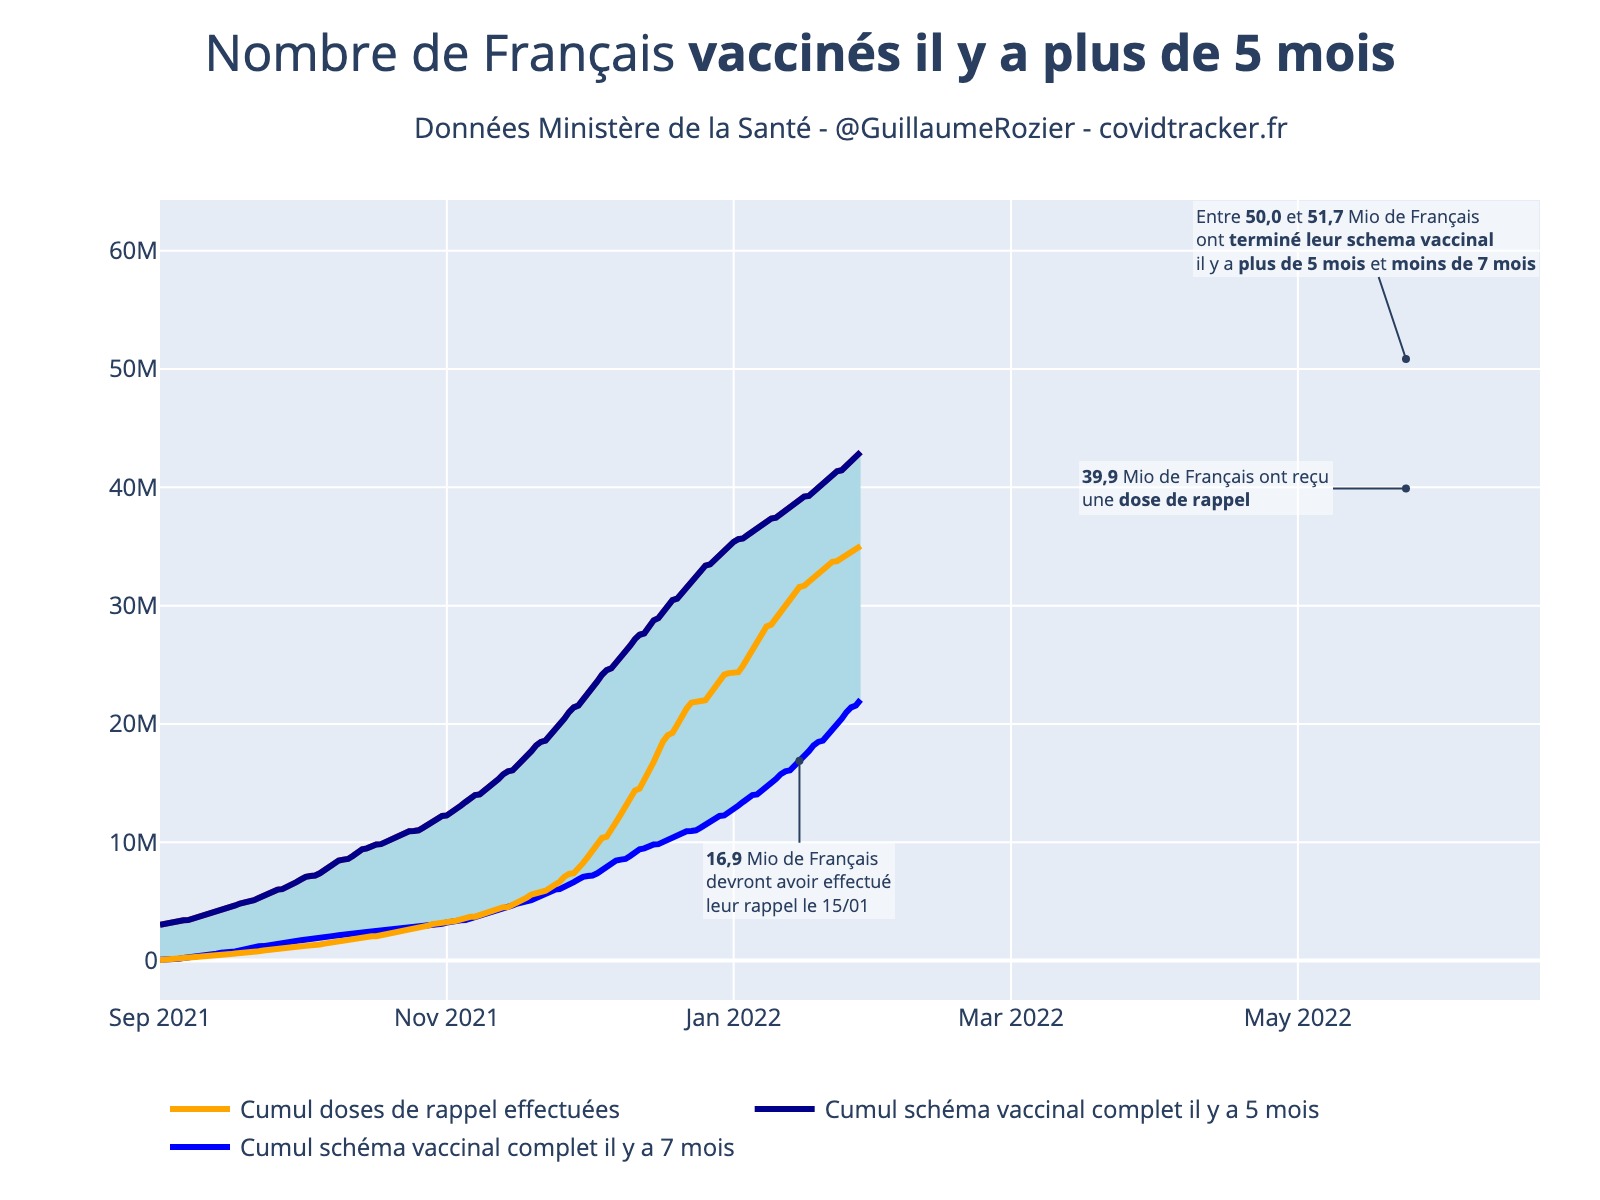 Nombre de Français vaccinés il y a plus de 5 mois
Données Ministère de la Santé - @GuillaumeRozier - covidtracker.fr
Entre 50,0 et 51,7 Mio de Français
ont terminé leur schema vaccinal
il y a plus de 5 mois et moins de 7 mois
60M
50M
39,9 Mio de Français ont reçu
une dose de rappel
40M
30M
20M
10M
16,9 Mio de Français
devront avoir effectué
leur rappel le 15/01
0
Sep 2021 Nov 2021 Jan 2022 Mar 2022 May 2022
Cumul doses de rappel effectuées Cumul schéma vaccinal complet il y a 5 mois
Cumul schéma vaccinal complet il y a 7 mois